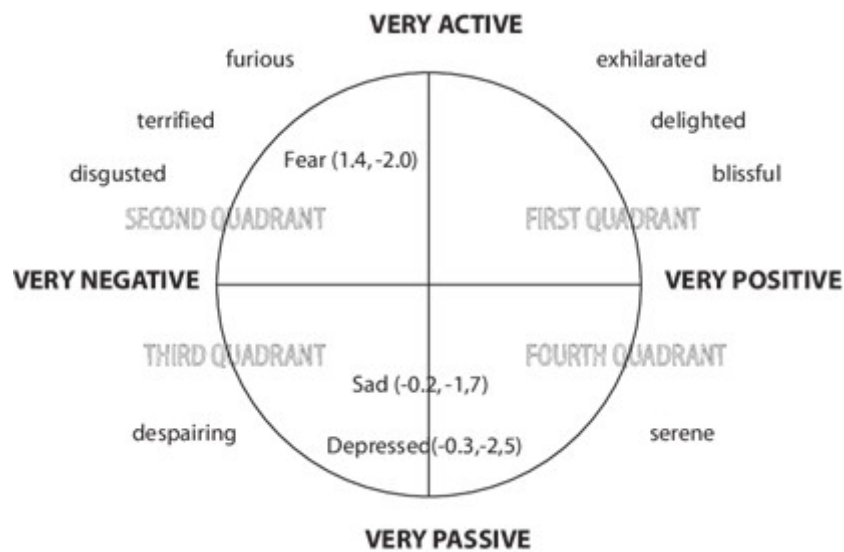 VERY ACTIVE
furious
exhilarated
terrified
delighted
Fear (1.4, -2.0)
disgusted
blissful
SECOND QUADRANT
FIRST QUADRANT
VERY NEGATIVE
VERY POSITIVE
THIRD QUADRANT
FOURTH QUADRANT
Sad (-0.2, -1,7)
despairing
serene
Depressed(-0.3,-2,5)
VERY PASSIVE